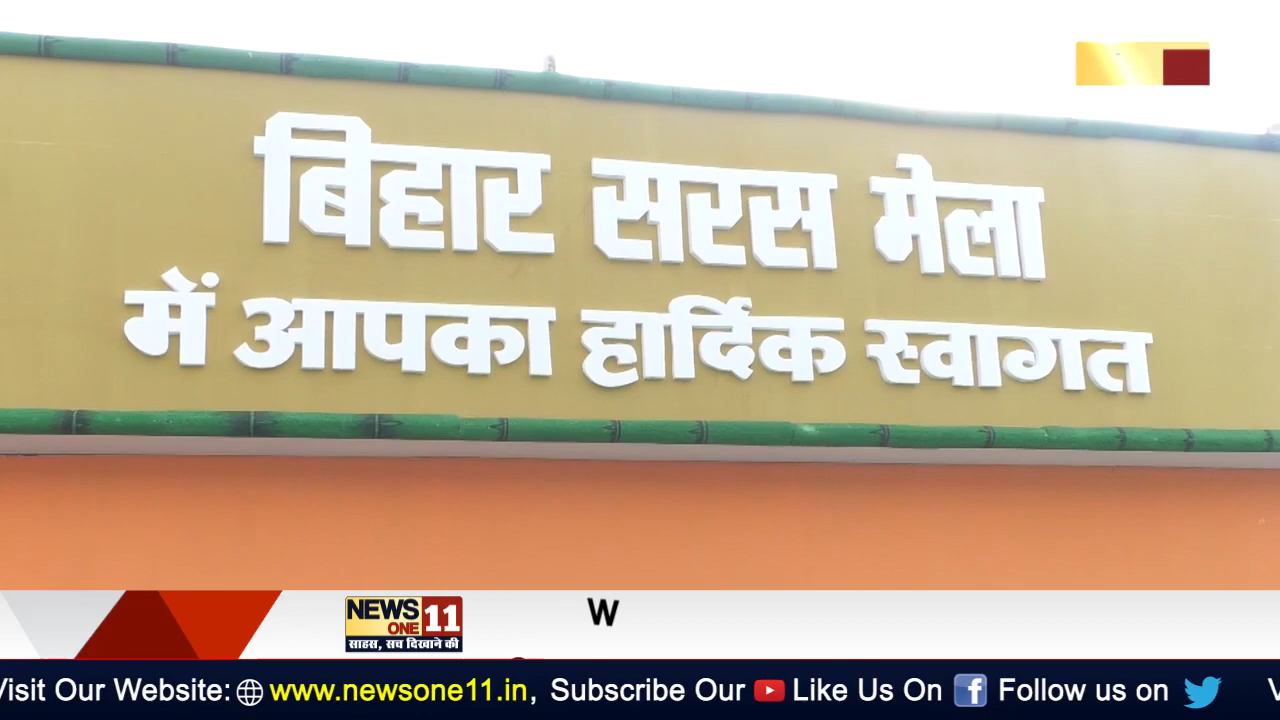 बिहार सरस मेला
में आपका हार्दिक स्वागत
NEWS
ONE 11
साहस, सच दिखाने की
W
Visit Our Website: www.newsone11.in, Subscribe Our Like Us On Follow us on V